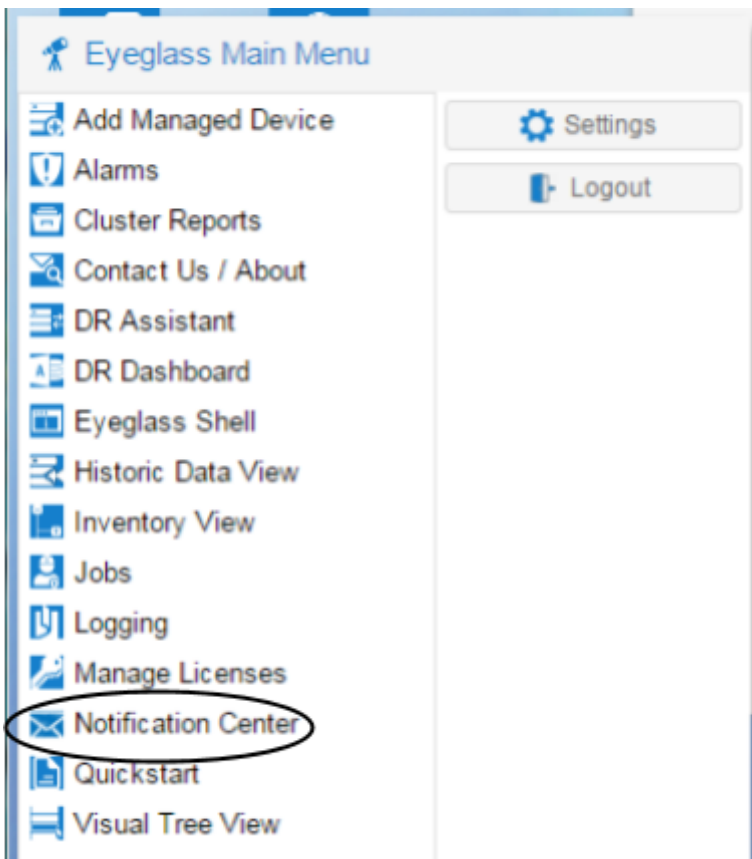 Eyeglass Main Menu
Add Managed Device
Alarms
Cluster Reports
Contact Us / About
DR Assistant
DR Dashboard
Eyeglass Shell
Historic Data View
Inventory View
Jobs
Logging
Manage Licenses
Notification Center
Quickstart
Visual Tree View
Settings
Logout